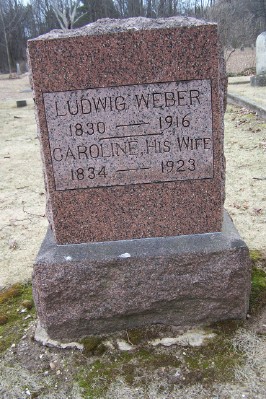 LUDWIG WEBER
1830 — 1916
CAROLINE, HIS WIFE
1834 — 1923